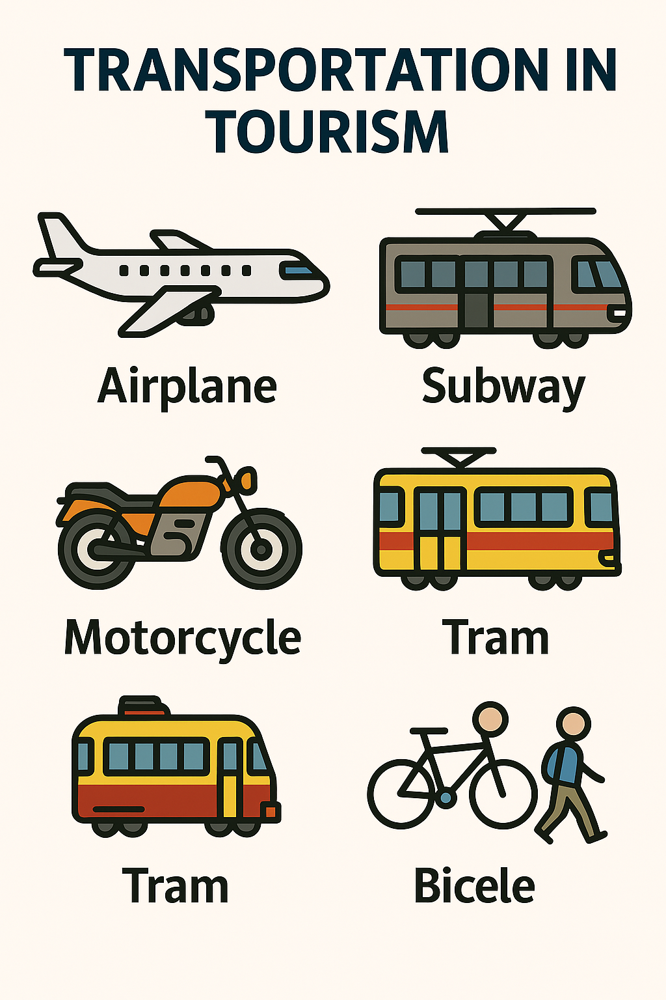 TRANSPORTATION IN
TOURISM
Airplane
Subway
Motorcycle
Tram
Tram
Bicele